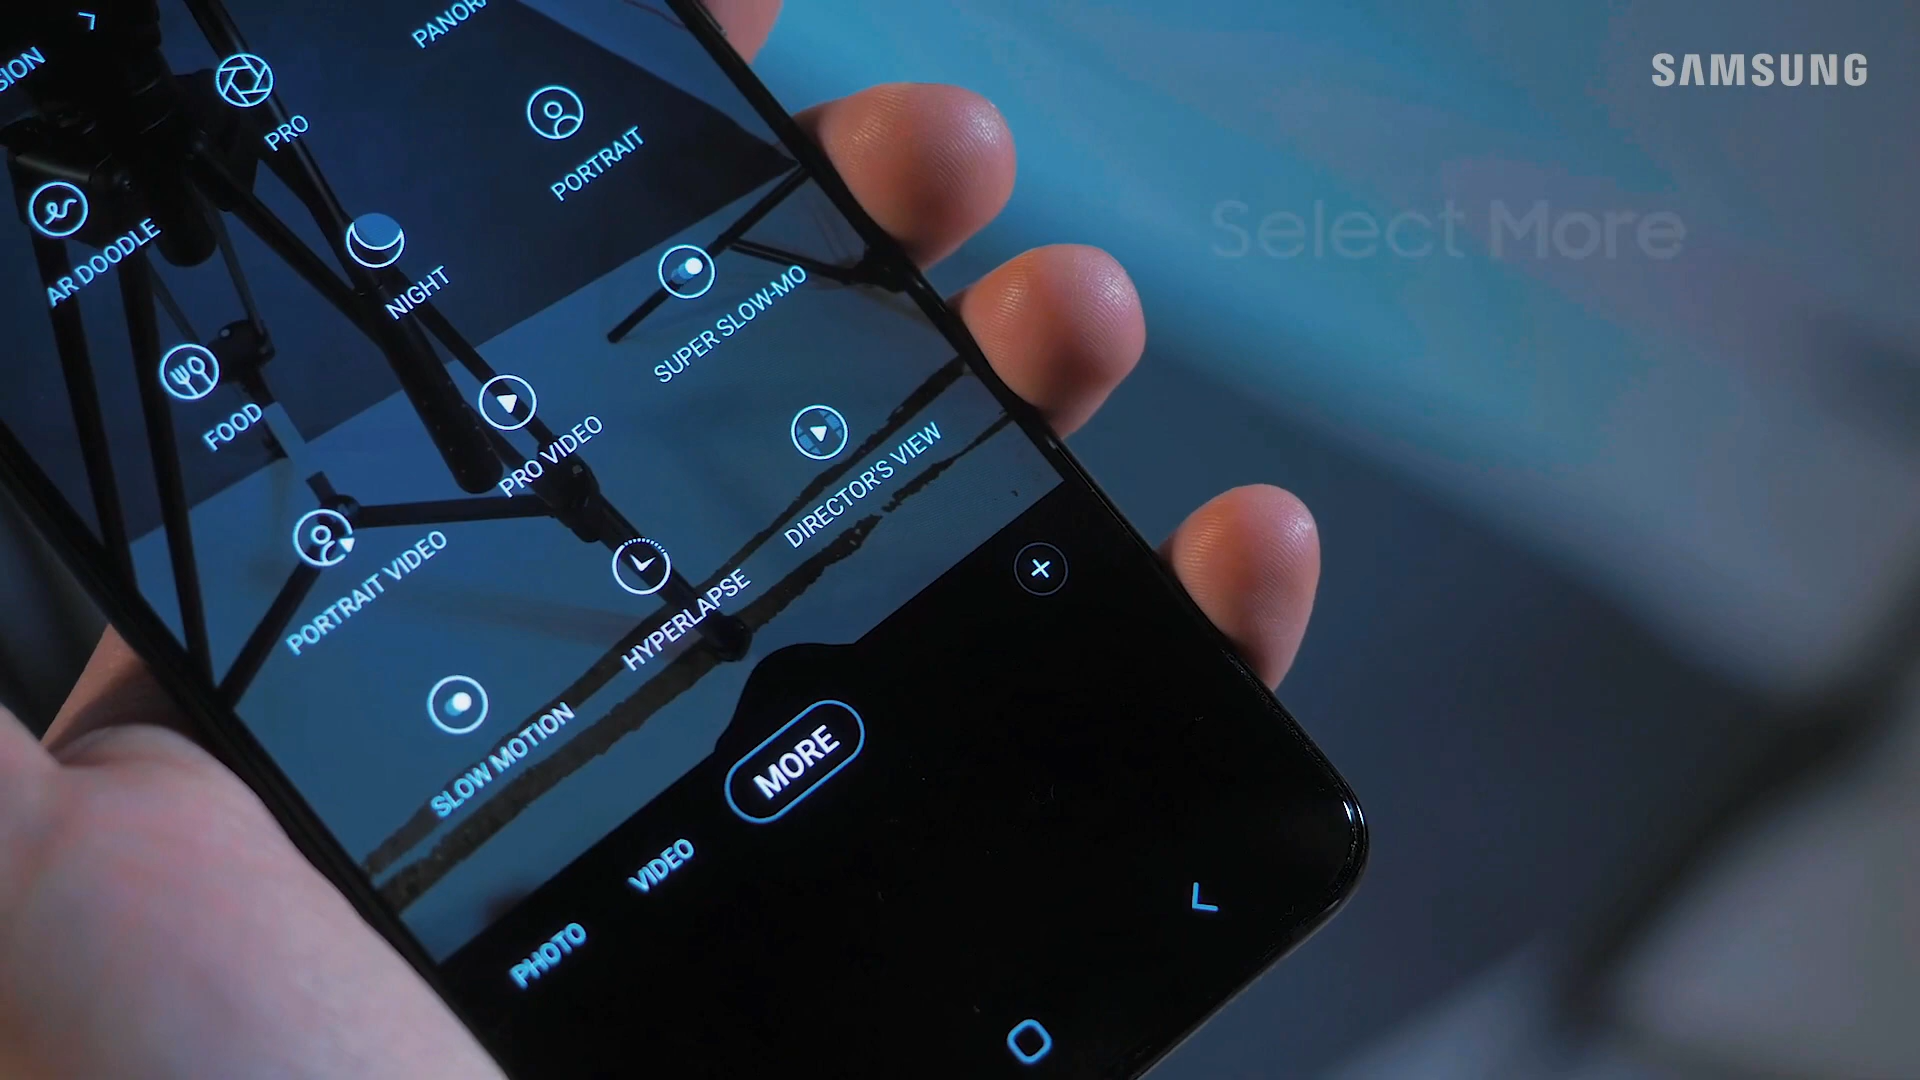 SAMSUNG
Select More
PRO
PORTRAIT
AR DOODLE
NIGHT
SUPER SLOW-MO
FOOD
PRO VIDEO
DIRECTOR'S VIEW
PORTRAIT VIDEO
HYPERLAPSE
SLOW MOTION
MORE
VIDEO
PHOTO